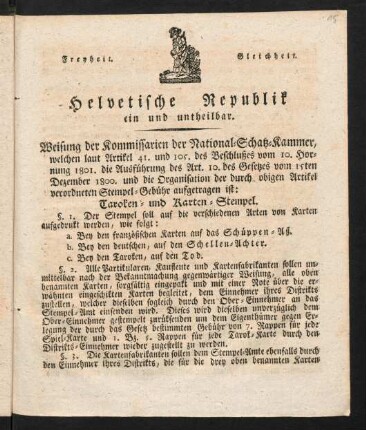 15
Freyheit. Gleichheit.
Helvetische Republik
ein und untheilbar.
Weisung der Kommissarien der National-Schatz-Kammer,
welchen laut Artikel 41. und 105. des Beschlußes vom 10. Hor-
nung 1801. die Ausführung des Art. 10. des Gesetzes vom 15ten
Dezember 1800. und die Organisation der durch obigen Artikel
verordneten Stempel-Gebühr aufgetragen ist:
Taroken- und Karten-Stempel.
§. 1. Der Stempel soll auf die verschiedenen Arten von Karten
aufgedrukt werden, wie folgt:
a. Bey den französischen Karten auf das Schüppen-Aß.
b. Bey den deutschen, auf den Schellen-Achter.
c. Bey den Taroken, auf den Tod.
§. 2. Alle Partikularen, Kaufleute und Kartenfabrikanten sollen un-
mittelbar nach der Bekanntmachung gegenwärtiger Weisung, alle oben
benannten Karten, sorgfältig eingepackt und mit einer Note über die er-
wähnten eingeschikten Karten begleitet, dem Einnehmer ihres Distrikts
zustellen, welcher dieselben sogleich durch den Ober-Einnehmer an das
Stempel-Amt einsenden wird. Dieses wird dieselben unverzüglich dem
Ober-Einnehmer gestempelt zurüksenden um dem Eigenthümer gegen Er-
legung der durch das Gesetz bestimmten Gebühr von 7. Rappen für jede
Spiel-Karte und 1. Bz. 5. Rappen für jede Tarok-Karte durch den
Distrikts-Einnehmer wieder zugestellt zu werden.
§. 3. Die Kartenfabrikanten sollen dem Stempel-Amte ebenfalls durch
den Einnehmer ihres Distrikts, die für die drey oben benannten Karten